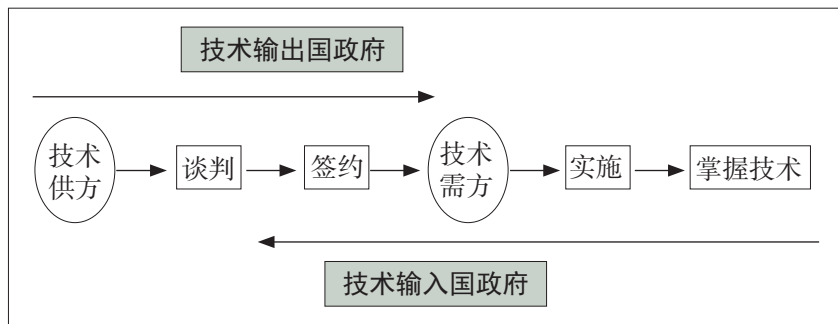 技术输出国政府
技术
供方
谈判
签约
技术
需方
实施
掌握技术
技术输入国政府